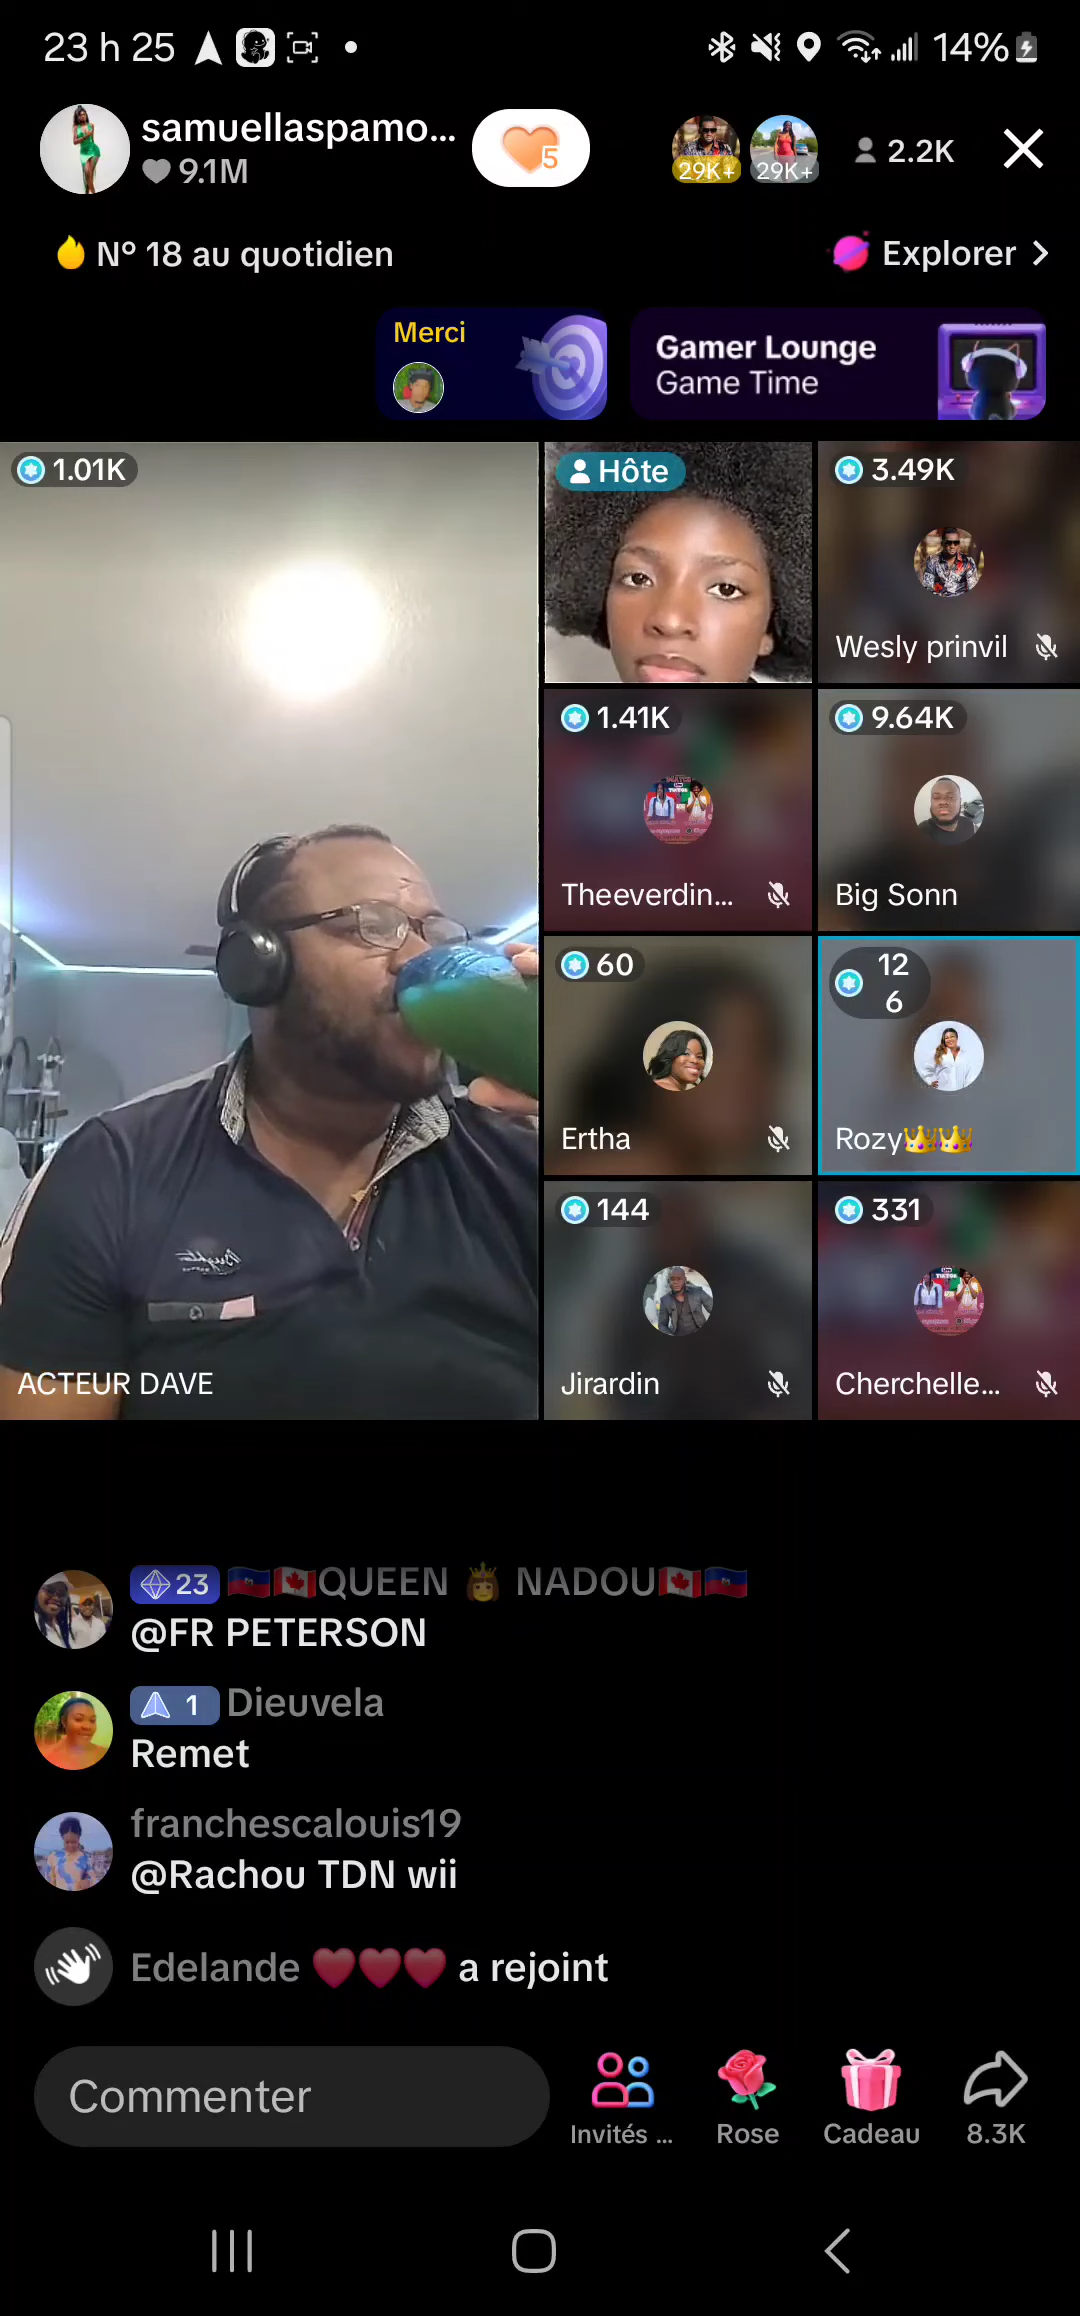 23 h 25
14%
samuellaspamo...
9.1M
5
29K+
29K+
2.2K
N° 18 au quotidien
Explorer
Merci
Gamer Lounge
Game Time
1.01K
Hôte
3.49K
Wesly prinvil
1.41K
9.64K
Theeverdin...
Big Sonn
60
12
6
Ertha
Rozy👑👑
144
331
ACTEUR DAVE
Jirardin
Cherchelle...
23 🇭🇹🇨🇦QUEEN 👸 NADOU🇨🇦🇭🇹
@FR PETERSON
1 Dieuvela
Remet
franchescalouis19
@Rachou TDN wii
Edelande ❤️❤️❤️ a rejoint
Commenter
Invités ...
Rose
Cadeau
8.3K